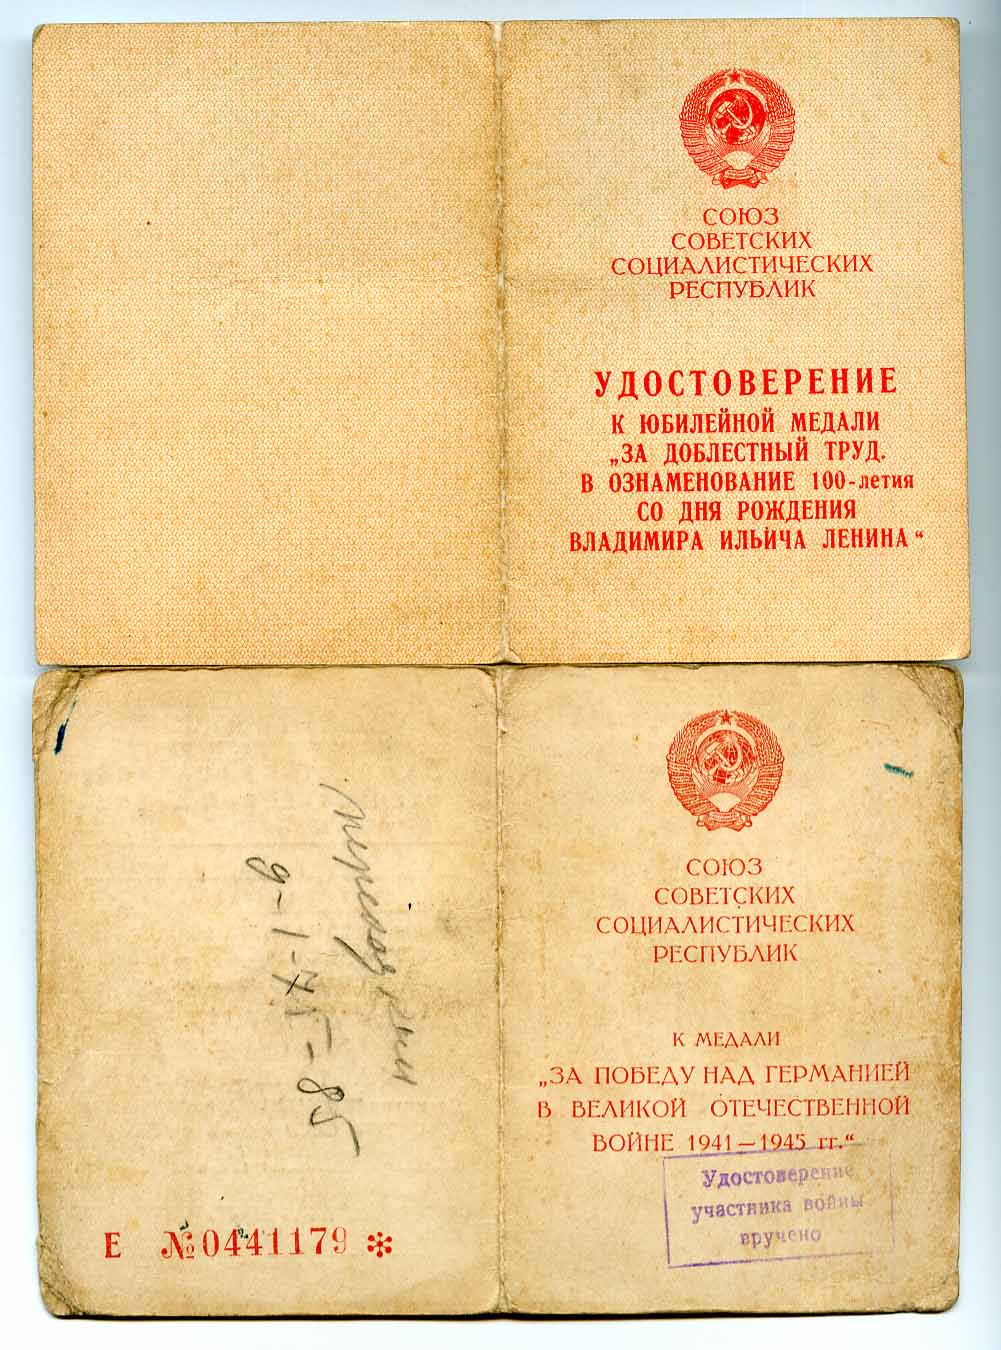 СОЮЗ
СОВЕТСКИХ
СОЦИАЛИСТИЧЕСКИХ
РЕСПУБЛИК
УДОСТОВЕРЕНИЕ
К ЮБИЛЕЙНОЙ МЕДАЛИ
„ЗА ДОБЛЕСТНЫЙ ТРУД.
В ОЗНАМЕНОВАНИЕ 100-летия
СО ДНЯ РОЖДЕНИЯ
ВЛАДИМИРА ИЛЬИЧА ЛЕНИНА“
9-1-75-85
Е №0441179 *
СОЮЗ
СОВЕТСКИХ
СОЦИАЛИСТИЧЕСКИХ
РЕСПУБЛИК
К МЕДАЛИ
„ЗА ПОБЕДУ НАД ГЕРМАНИЕЙ
В ВЕЛИКОЙ ОТЕЧЕСТВЕННОЙ
ВОЙНЕ 1941—1945 гг.“
Удостоверение
участника войны
вручено